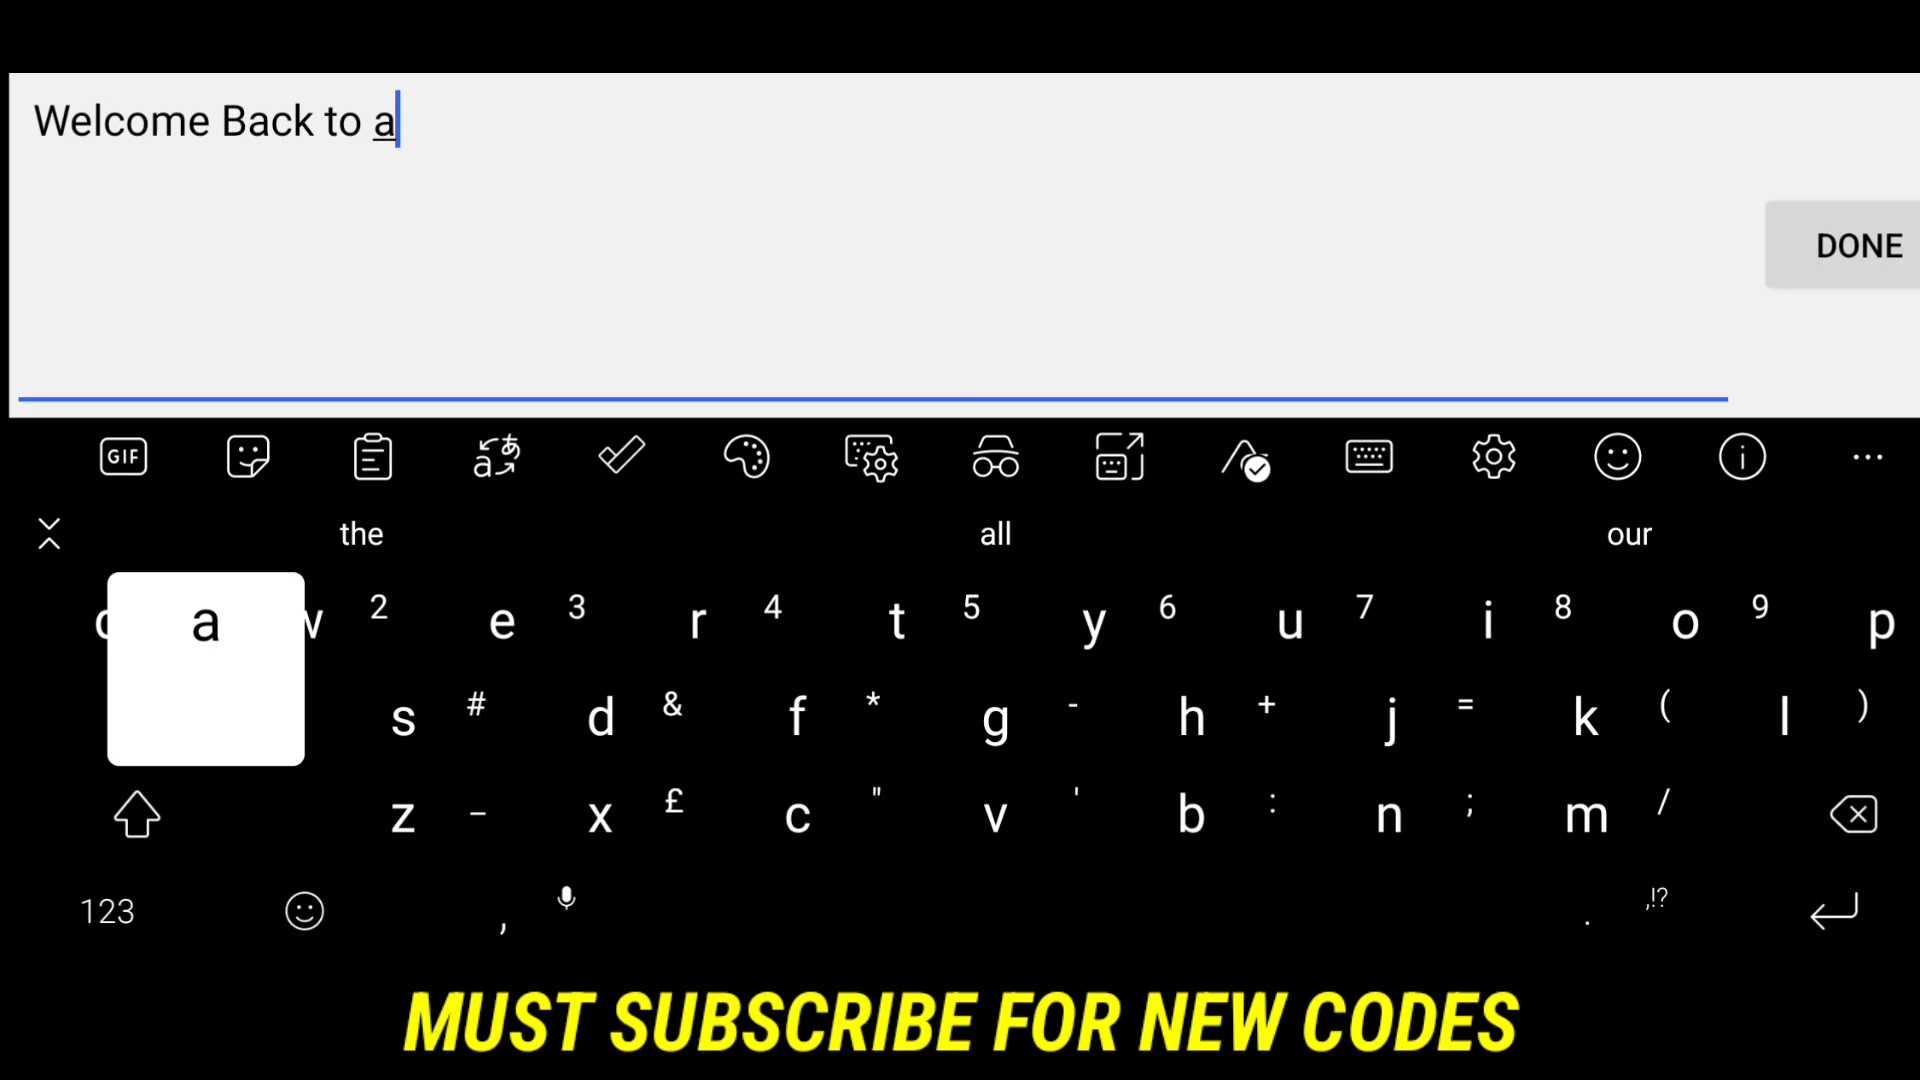 Welcome Back to a
DONE
GIF
the all our
a 2 e 3 r 4 t 5 y 6 u 7 i 8 o 9 p
s # d & f * g - h + j = k ( l )
z _ x £ c " v ' b : n ; m /
123 , . ,!?
MUST SUBSCRIBE FOR NEW CODES